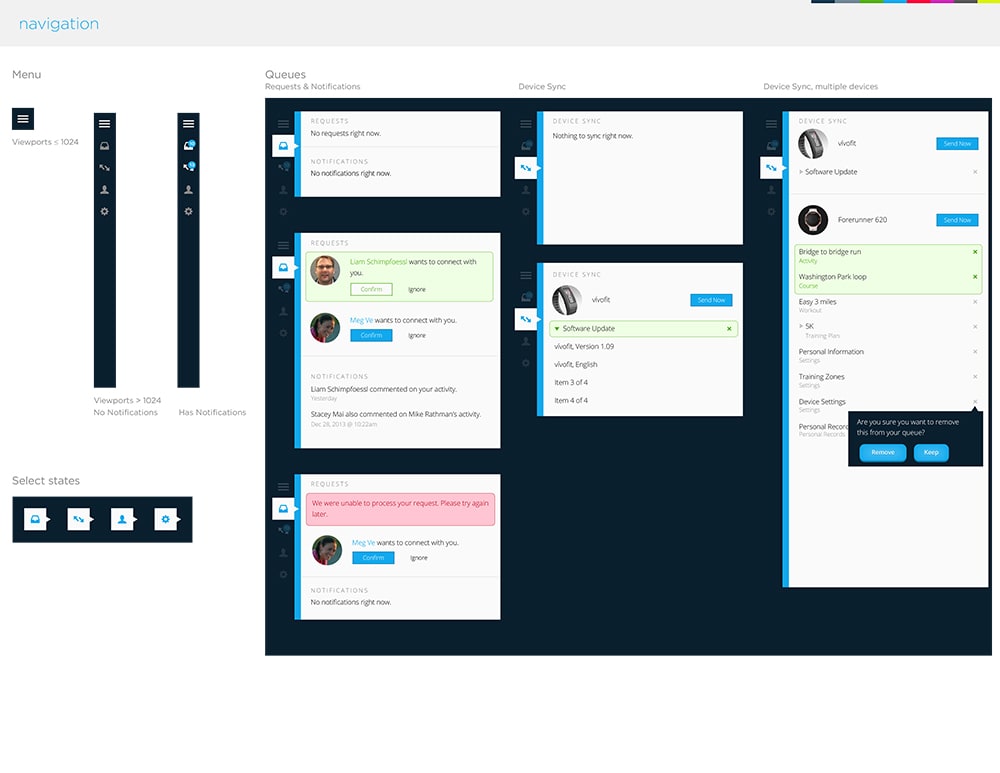 navigation
Menu
Viewports ≤ 1024
Viewports > 1024
No Notifications
Has Notifications
Select states
Queues
Requests & Notifications
REQUESTS
No requests right now.
NOTIFICATIONS
No notifications right now.
REQUESTS
Liam Schimpfoessl wants to connect with
you.
Confirm
Ignore
Meg Ve wants to connect with you.
Confirm
Ignore
NOTIFICATIONS
Liam Schimpfoessl commented on your activity.
Yesterday
Stacey Mai also commented on Mike Rathman's activity.
Dec 28, 2013 @ 10:22am
REQUESTS
We were unable to process your request. Please try again
later.
Meg Ve wants to connect with you.
Confirm
Ignore
NOTIFICATIONS
No notifications right now.
Device Sync
DEVICE SYNC
Nothing to sync right now.
DEVICE SYNC
vívofit
Send Now
Software Update
vívofit, Version 1.09
vívofit, English
Item 3 of 4
Item 4 of 4
Device Sync, multiple devices
DEVICE SYNC
vívofit
Send Now
> Software Update
Forerunner 620
Send Now
Bridge to bridge run
Activity
Washington Park loop
Course
Easy 3 miles
Workout
> 5K
Training Plan
Personal Information
Settings
Training Zones
Settings
Device Settings
Settings
Personal Recor
Personal Records
Are you sure you want to remove
this from your queue?
Remove
Keep